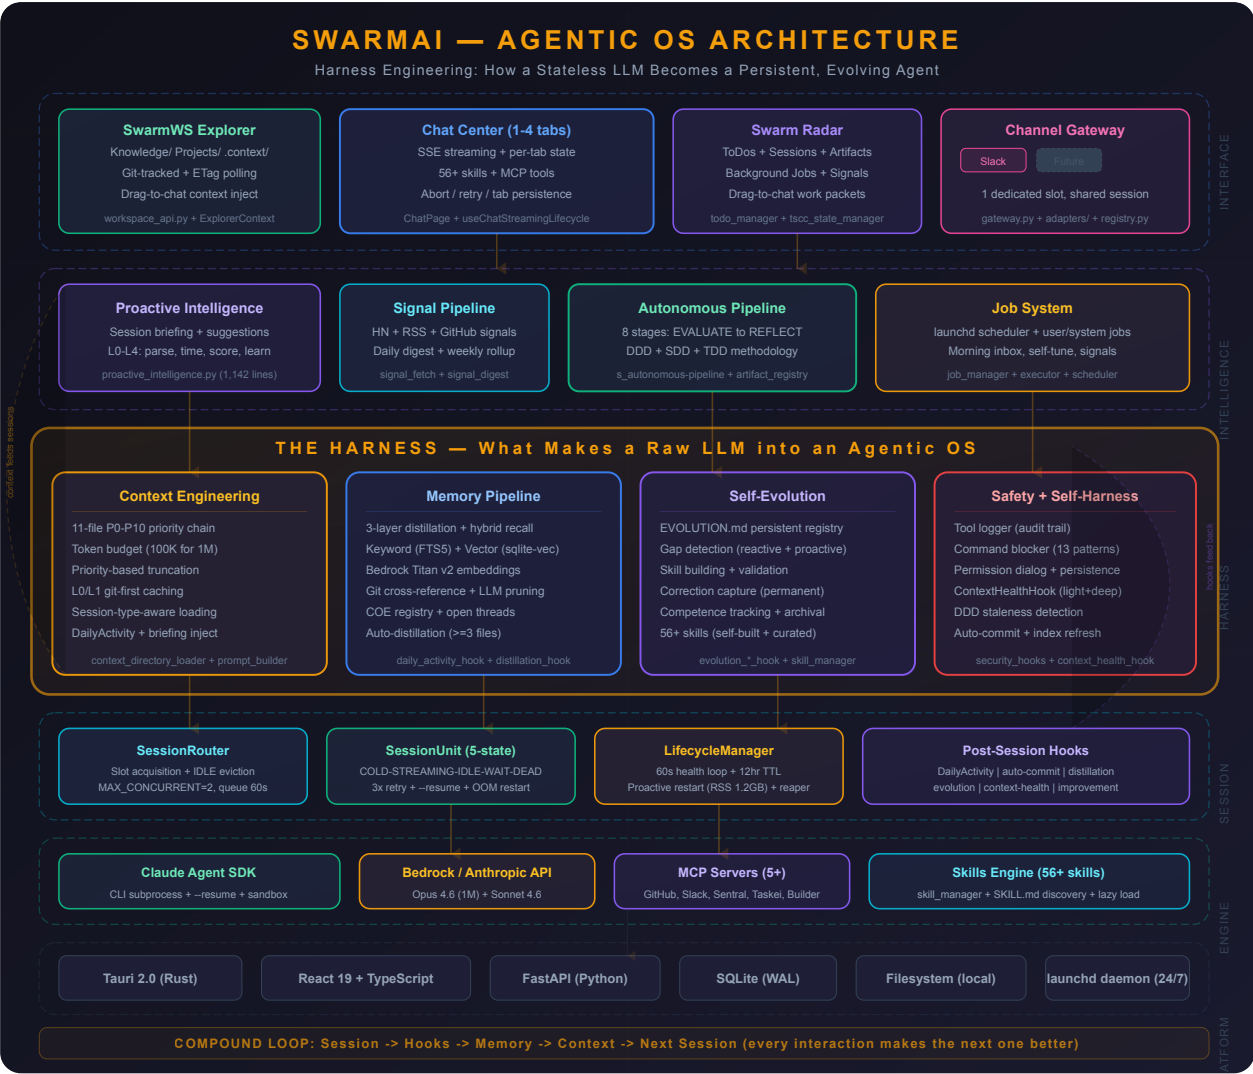 SWARMAI — AGENTIC OS ARCHITECTURE
Harness Engineering: How a Stateless LLM Becomes a Persistent, Evolving Agent
SwarmWS Explorer
Knowledge/ Projects/ .context/
Git-tracked + ETag polling
Drag-to-chat context inject
workspace_api.py + ExplorerContext
Chat Center (1-4 tabs)
SSE streaming + per-tab state
56+ skills + MCP tools
Abort / retry / tab persistence
ChatPage + useChatStreamingLifecycle
Swarm Radar
ToDos + Sessions + Artifacts
Background Jobs + Signals
Drag-to-chat work packets
todo_manager + tscc_state_manager
Channel Gateway
Slack
Future
1 dedicated slot, shared session
gateway.py + adapters/ + registry.py
INTERFACE
Proactive Intelligence
Session briefing + suggestions
L0-L4: parse, time, score, learn
proactive_intelligence.py (1,142 lines)
Signal Pipeline
HN + RSS + GitHub signals
Daily digest + weekly rollup
signal_fetch + signal_digest
Autonomous Pipeline
8 stages: EVALUATE to REFLECT
DDD + SDD + TDD methodology
s_autonomous-pipeline + artifact_registry
Job System
launchd scheduler + user/system jobs
Morning inbox, self-tune, signals
job_manager + executor + scheduler
INTELLIGENCE
context feeds sessions
THE HARNESS — What Makes a Raw LLM into an Agentic OS
Context Engineering
11-file P0-P10 priority chain
Token budget (100K for 1M)
Priority-based truncation
L0/L1 git-first caching
Session-type-aware loading
DailyActivity + briefing inject
context_directory_loader + prompt_builder
Memory Pipeline
3-layer distillation + hybrid recall
Keyword (FTS5) + Vector (sqlite-vec)
Bedrock Titan v2 embeddings
Git cross-reference + LLM pruning
COE registry + open threads
Auto-distillation (>=3 files)
daily_activity_hook + distillation_hook
Self-Evolution
EVOLUTION.md persistent registry
Gap detection (reactive + proactive)
Skill building + validation
Correction capture (permanent)
Competence tracking + archival
56+ skills (self-built + curated)
evolution_*_hook + skill_manager
Safety + Self-Harness
Tool logger (audit trail)
Command blocker (13 patterns)
Permission dialog + persistence
ContextHealthHook (light+deep)
DDD staleness detection
Auto-commit + index refresh
security_hooks + context_health_hook
hooks feed back
HARNESS
SessionRouter
Slot acquisition + IDLE eviction
MAX_CONCURRENT=2, queue 60s
SessionUnit (5-state)
COLD-STREAMING-IDLE-WAIT-DEAD
3x retry + --resume + OOM restart
LifecycleManager
60s health loop + 12hr TTL
Proactive restart (RSS 1.2GB) + reaper
Post-Session Hooks
DailyActivity | auto-commit | distillation
evolution | context-health | improvement
SESSION
Claude Agent SDK
CLI subprocess + --resume + sandbox
Bedrock / Anthropic API
Opus 4.6 (1M) + Sonnet 4.6
MCP Servers (5+)
GitHub, Slack, Sentral, Taskei, Builder
Skills Engine (56+ skills)
skill_manager + SKILL.md discovery + lazy load
ENGINE
Tauri 2.0 (Rust)
React 19 + TypeScript
FastAPI (Python)
SQLite (WAL)
Filesystem (local)
launchd daemon (24/7)
ATFORM
COMPOUND LOOP: Session -> Hooks -> Memory -> Context -> Next Session (every interaction makes the next one better)